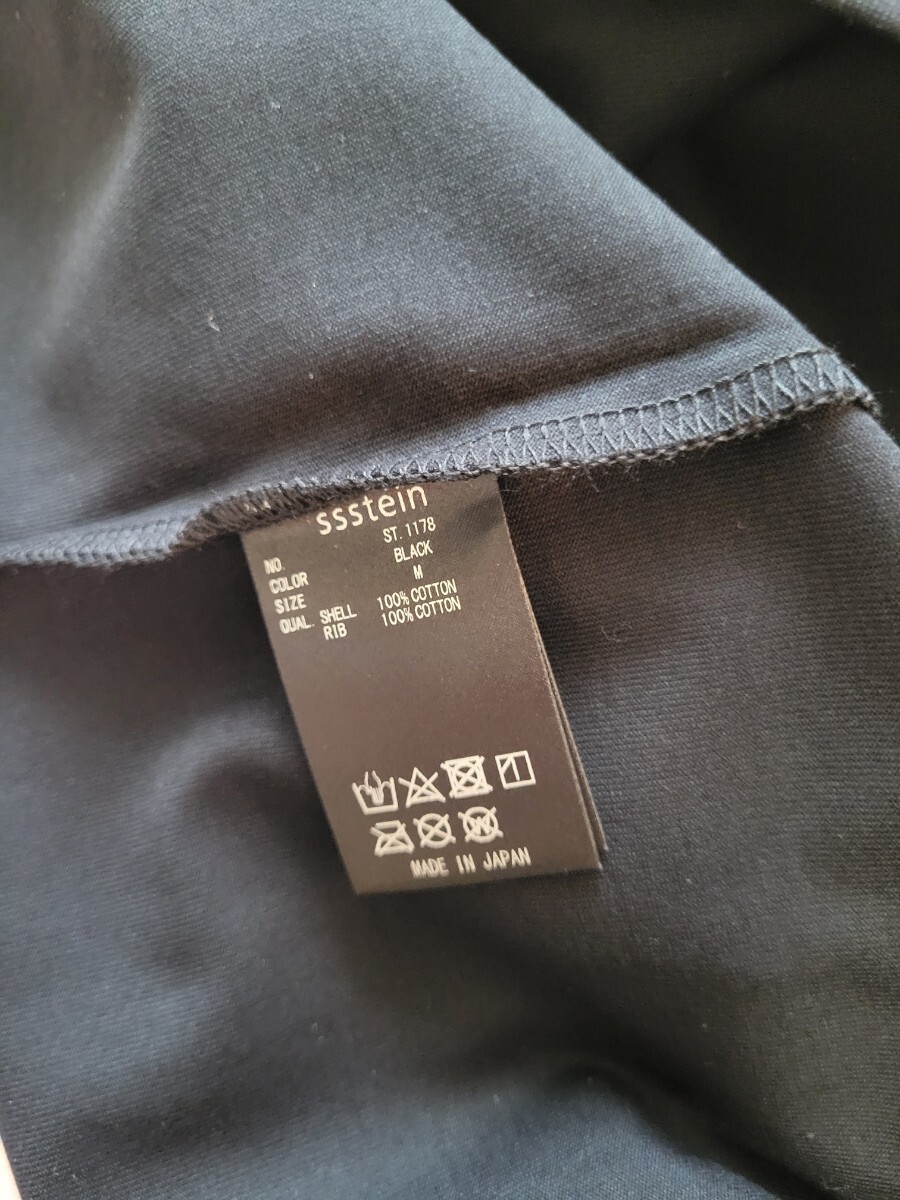 ssstein
NO. ST.1178
COLOR BLACK
SIZE M
QUAL. SHELL 100% COTTON
RIB 100% COTTON
W
MADE IN JAPAN